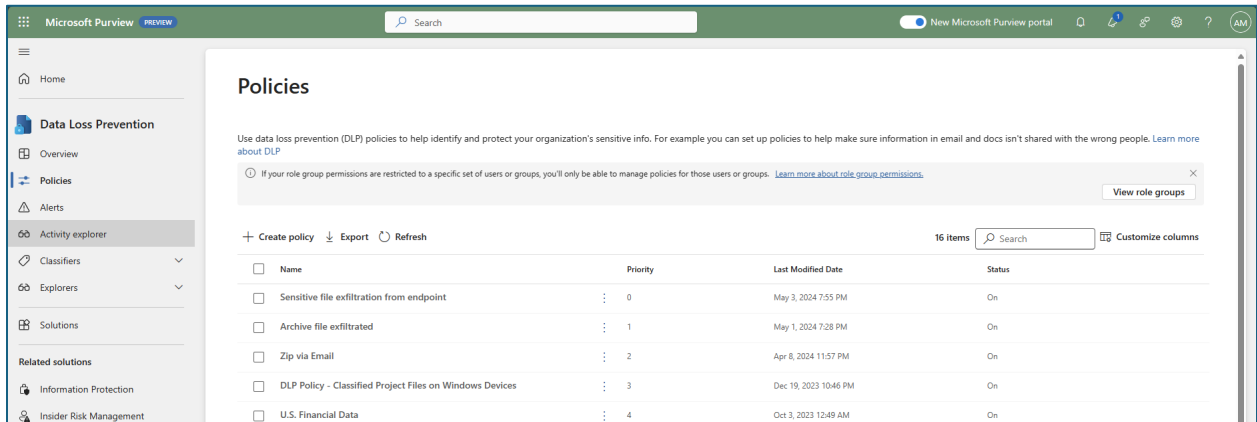 Microsoft Purview PREVIEW
Search
New Microsoft Purview portal
1
?
AM
Home
Data Loss Prevention
Overview
Policies
Alerts
Activity explorer
Classifiers
Explorers
Solutions
Related solutions
Information Protection
Insider Risk Management
Policies
Use data loss prevention (DLP) policies to help identify and protect your organization's sensitive info. For example you can set up policies to help make sure information in email and docs isn't shared with the wrong people. Learn more
about DLP
If your role group permissions are restricted to a specific set of users or groups, you'll only be able to manage policies for those users or groups. Learn more about role group permissions.
View role groups
Create policy Export Refresh 16 items Search Customize columns
Name Priority Last Modified Date Status
Sensitive file exfiltration from endpoint 0 May 3, 2024 7:55 PM On
Archive file exfiltrated 1 May 1, 2024 7:28 PM On
Zip via Email 2 Apr 8, 2024 11:57 PM On
DLP Policy - Classified Project Files on Windows Devices 3 Dec 19, 2023 10:46 PM On
U.S. Financial Data 4 Oct 3, 2023 12:49 AM On